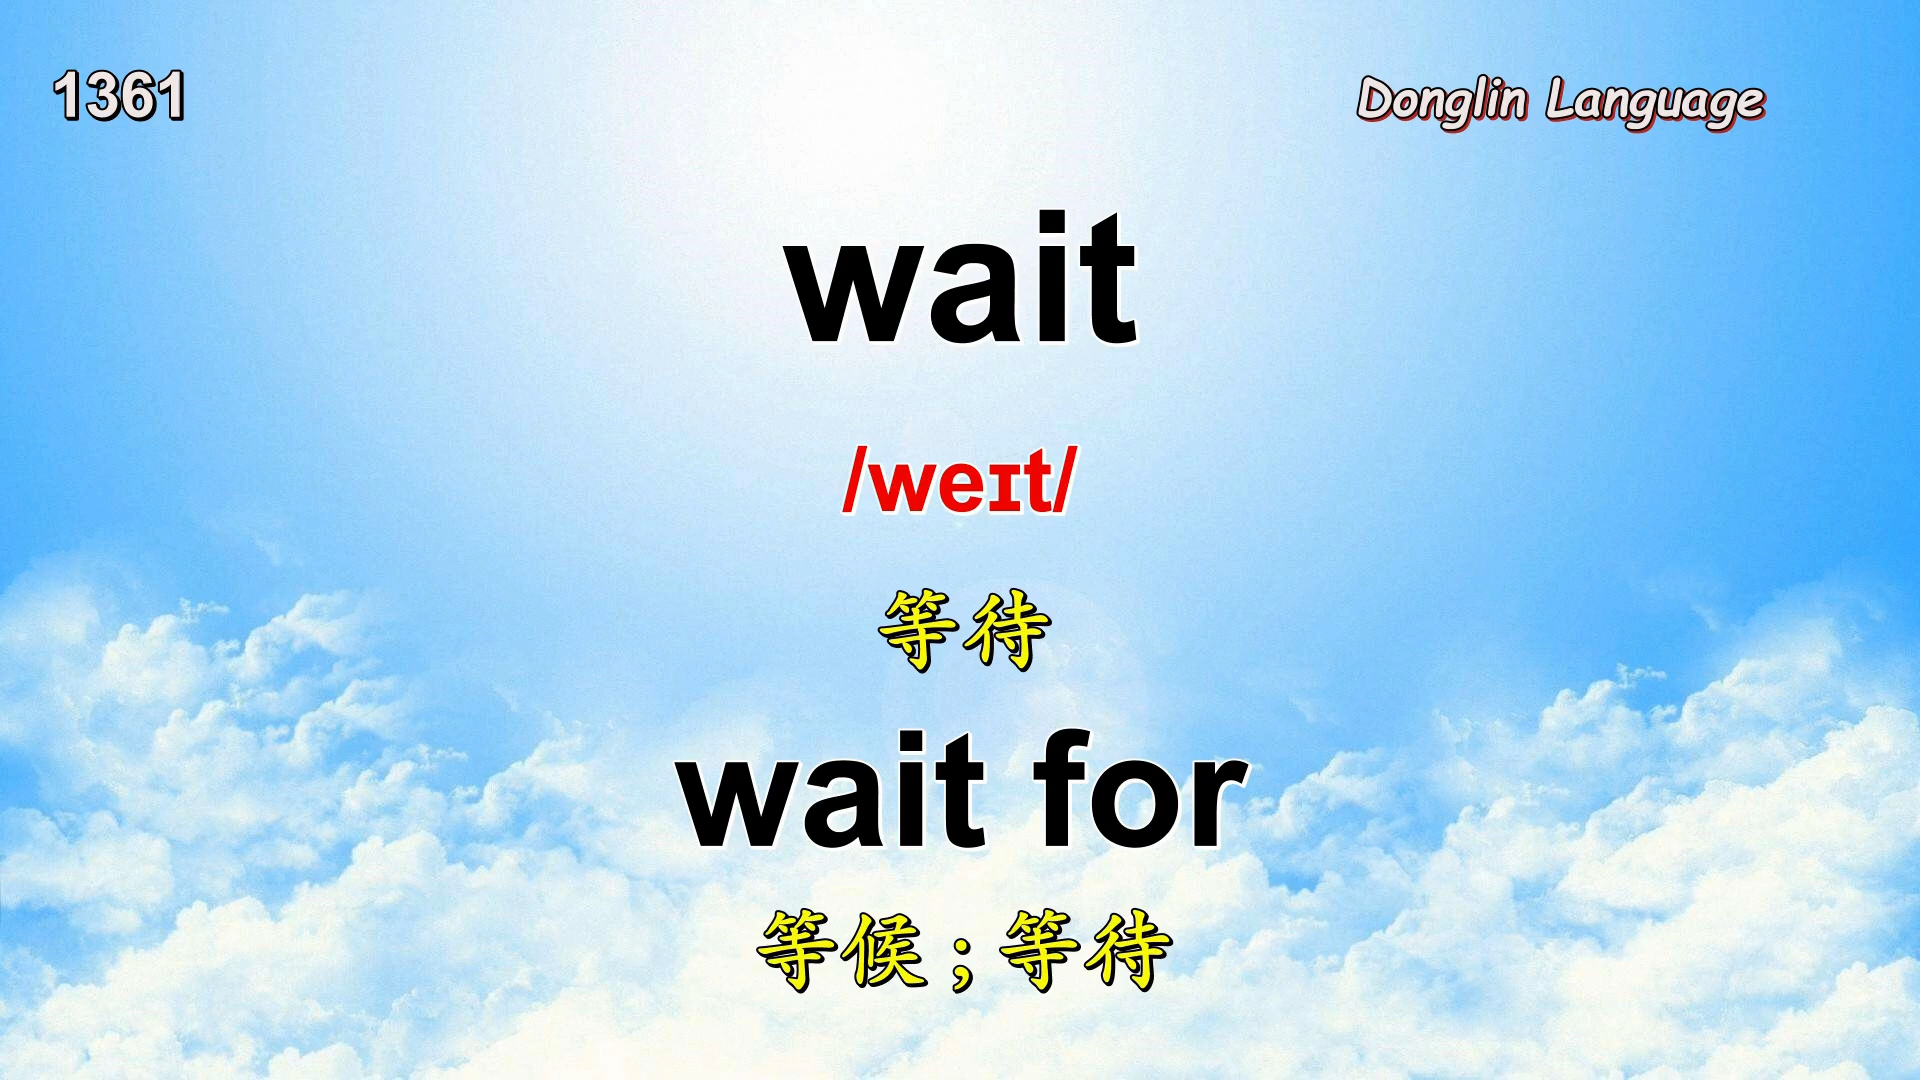 1361
Donglin Language
wait
/weɪt/
等待
wait for
等候;等待